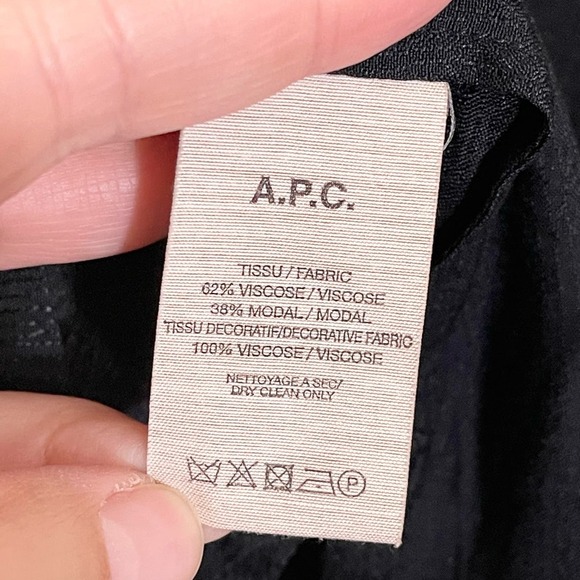 A.P.C.
TISSU / FABRIC
62% VISCOSE / VISCOSE
38% MODAL / MODAL
TISSU DECORATIF/DECORATIVE FABRIC
100% VISCOSE / VISCOSE
NETTOYAGE A SEC/
DRY CLEAN ONLY
P